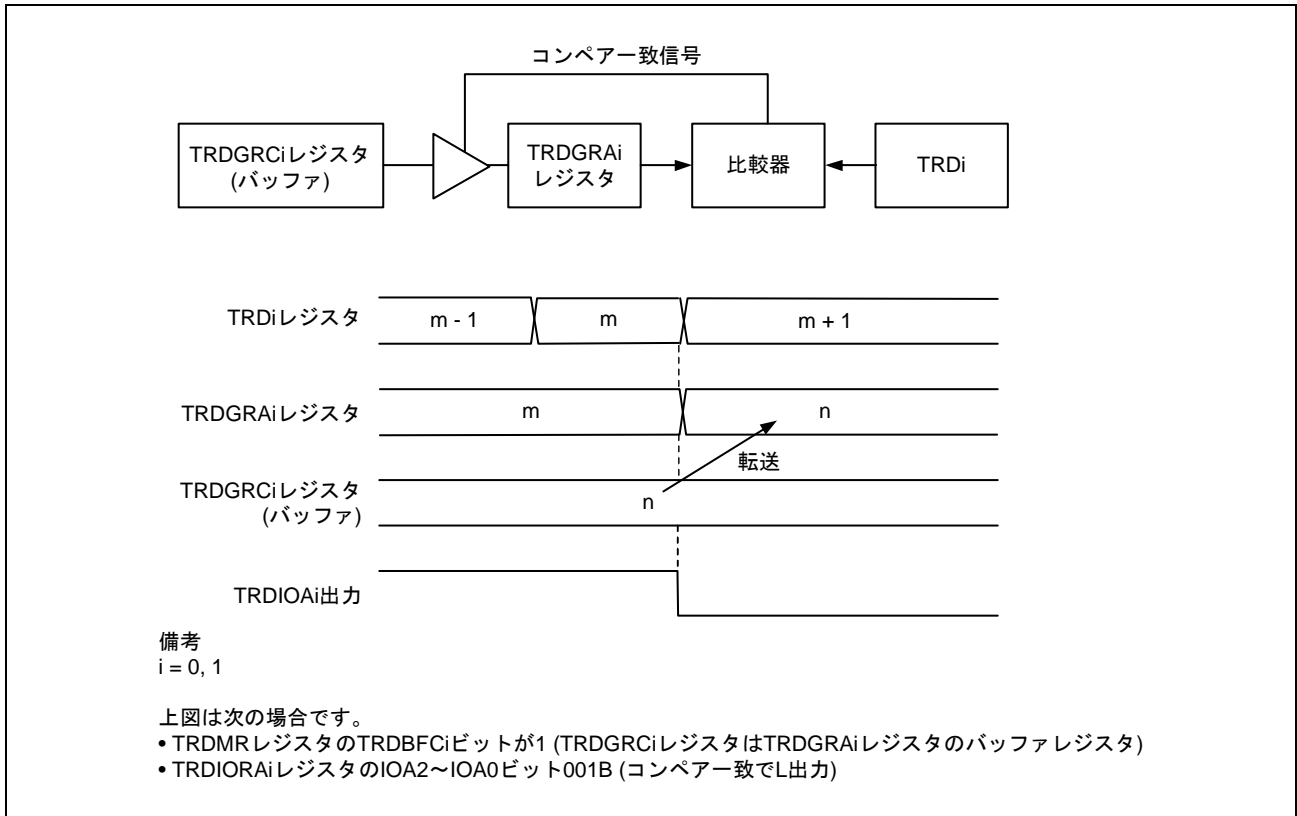 コンペアー致信号
TRDGRCiレジスタ
(バッファ)
TRDGRAi
レジスタ
比較器
TRDi
TRDiレジスタ
m - 1
m
m + 1
TRDGRAiレジスタ
m
n
転送
TRDGRCiレジスタ
(バッファ)
n
TRDIOAi出力
備考
i = 0, 1
上図は次の場合です。
• TRDMRレジスタのTRDBFCiビットが1 (TRDGRCiレジスタはTRDGRAiレジスタのバッファレジスタ)
• TRDIORAiレジスタのIOA2～IOA0ビット001B (コンペアー致でL出力)